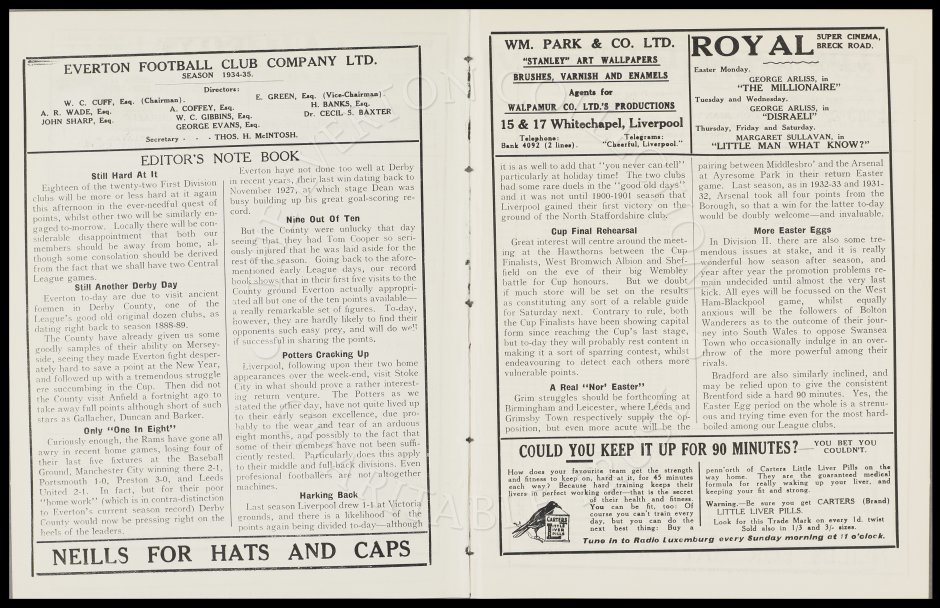 EVERTON FOOTBALL CLUB COMPANY LTD.
SEASON 1934-35.
Directors:
W. C. CUFF, Esq. (Chairman). E. GREEN, Esq. (Vice-Chairman).
A. R. WADE, Esq. A. COFFEY, Esq. H. BANKS, Esq.
JOHN SHARP, Esq. W. C. GIBBINS, Esq. Dr. CECIL S. BAXTER
GEORGE EVANS, Esq.
Secretary - - - THOS. H. McINTOSH.
EDITOR'S NOTE BOOK
Still Hard At It
Eighteen of the twenty-two First Division
clubs will be more or less hard at it again
this afternoon in the ever-needful quest of
points, whilst other two will be similarly en-
gaged to-morrow. Locally there will be con-
siderable disappointment that both our
members should be away from home, al-
though some consolation should be derived
from the fact that we shall have two Central
League games.
Still Another Derby Day
Everton to-day are due to visit ancient
foemen in Derby County, one of the
League's good old original dozen clubs, as
dating right back to season 1888-89.
The County have already given us some
goodly samples of their ability on Mersey-
side, seeing they made Everton fight desper-
ately hard to save a point at the New Year,
and followed up with a tremendous struggle
ere succumbing in the Cup. Then did not
the County visit Anfield a fortnight ago to
take away full points although short of such
stars as Gallacher, Duncan and Barker.
Only "One In Eight"
Curiously enough, the Rams have gone all
awry in recent home games, losing four of
their last five fixtures at the Baseball
Ground, Manchester City winning there 2-1,
Portsmouth 1-0, Preston 3-0, and Leeds
United 2-1. In fact, but for their poor
"home work" (which is in contra-distinction
to Everton's current season record) Derby
County would now be pressing right on the
heels of the leaders.
Everton have not done too well at Derby
in recent years, their last win dating back to
November 1927, at which stage Dean was
busy building up his great goal-scoring re-
cord.
Nine Out Of Ten
But the County were unlucky that day
seeing that they had Tom Cooper so seri-
ously injured that he was laid aside for the
rest of the season. Going back to the afore-
mentioned early League days, our record
book shows that in their first five visits to the
County ground Everton actually appropri-
ated all but one of the ten points available—
a really remarkable set of figures. To-day,
however, they are hardly likely to find their
opponents such easy prey, and will do well
if successful in sharing the points.
Potters Cracking Up
Liverpool, following upon their two home
appearances over the week-end, visit Stoke
City in what should prove a rather interest-
ing return venture. The Potters as we
stated the other day, have not quite lived up
to their early season excellence, due pro-
bably to the wear and tear of an arduous
eight months, and possibly to the fact that
some of their members have not been suffi-
ciently rested. Particularly does this apply
to their middle and full-back divisions. Even
profesional footballers are not altogether
machines.
Harking Back
Last season Liverpool drew 1-1 at Victoria
grounds, and there is a likelihood of the
points again being divided to-day—although
NEILLS FOR HATS AND CAPS
WM. PARK & CO. LTD.
"STANLEY" ART WALLPAPERS
BRUSHES, VARNISH AND ENAMELS
Agents for
WALPAMUR CO. LTD.'S PRODUCTIONS
15 & 17 Whitechapel, Liverpool
Telephone: Telegrams:
Bank 4092 (2 lines). "Cheerful, Liverpool."
ROYAL SUPER CINEMA,
BRECK ROAD.
Easter Monday.
GEORGE ARLISS, in
"THE MILLIONAIRE"
Tuesday and Wednesday.
GEORGE ARLISS, in
"DISRAELI"
Thursday, Friday and Saturday.
MARGARET SULLAVAN, in
"LITTLE MAN WHAT KNOW?"
it is as well to add that "you never can tell"
particularly at holiday time! The two clubs
had some rare duels in the "good old days"
and it was not until 1900-1901 season that
Liverpool gained their first victory on the
ground of the North Staffordshire club.
Cup Final Rehearsal
Great interest will centre around the meet-
ing at the Hawthorns between the Cup
Finalists, West Bromwich Albion and Shef-
field on the eve of their big Wembley
battle for Cup honours. But we doubt
if much store will be set on the results
as constituting any sort of a relable guide
for Saturday next. Contrary to rule, both
the Cup Finalists have been showing capital
form since reaching the Cup's last stage,
but to-day they will probably rest content in
making it a sort of sparring contest, while
endeavouring to detect each others more
vulnerable points.
A Real "Nor' Easter"
Grim struggles should be forthcoming at
Birmingham and Leicester, where Leeds and
Grimsby Town respectively supply the op-
position, but even more acute will be the
pairing between Middlesbro' and the Arsenal
at Ayresome Park in their return Easter
game. Last season, as in 1932-33 and 1931-
32, Arsenal took all four points from the
Borough, so that a win for the latter to-day
would be doubly welcome—and invaluable.
More Easter Eggs
In Division II. there are also some tre-
mendous issues at stake, and it is really
wonderful how season after season, and
year after year the promotion problems re-
main undecided until almost the very last
kick. All eyes will be focussed on the West
Ham-Blackpool game, whilst equally
anxious will be the followers of Bolton
Wanderers as to the outcome of their jour-
ney into South Wales to oppose Swansea
Town who occasionally indulge in an over-
throw of the more powerful among their
rivals.
Bradford are also similarly inclined, and
may be relied upon to give the consistent
Brentford side a hard 90 minutes. Yes, the
Easter Egg period on the whole is a strenu-
ous and trying time even for the most hard-
boiled among our League clubs.
COULD YOU KEEP IT UP FOR 90 MINUTES?— YOU BET YOU
COULDN'T.
How does your favourite team get the strength
and fitness to keep on, hard at it, for 45 minutes
each way? Because hard training keeps their
livers in perfect working order—that is the secret
of their health and fitness.
You can be fit, too: Of
course you can't train every
day, but you can do the
next best thing: Buy a
CARTERS
penn'orth of Carters Little Liver Pills on the
way home. They are the guaranteed medical
formula for really waking up your liver, and
keeping your fit and strong.
Warning.—Be sure you get CARTERS (Brand)
LITTLE LIVER PILLS.
Look for this Trade Mark on every 1d. twist
Sold also in 1/3 and 3/- sizes.
Tune in to Radio Luxemburg every Sunday morning at 11 o'clock.